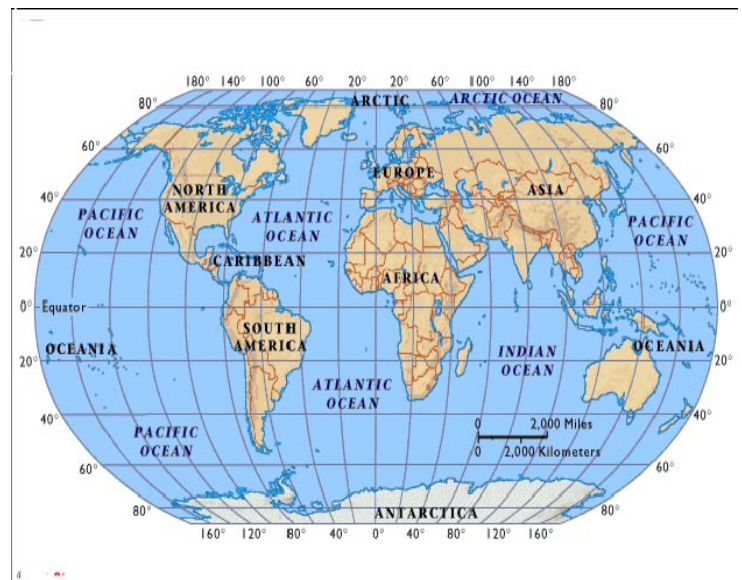 180° 140° 100° 60° 20° 20° 60° 100° 140° 180°
80° ARCTIC ARCTIC OCEAN 80°
60° 60°
EUROPE
NORTH AMERICA
ASIA
40° 40°
PACIFIC OCEAN
ATLANTIC OCEAN
PACIFIC OCEAN
20° 20°
CARIBBEAN
AFRICA
0° Equator 0°
SOUTH AMERICA
OCEANIA
OCEANIA
INDIAN OCEAN
20° 20°
ATLANTIC OCEAN
40° 40°
0 2,000 Miles
0 2,000 Kilometers
PACIFIC OCEAN
60° 60°
80° ANTARCTICA 80°
160° 120° 80° 40° 0° 40° 80° 120° 160°